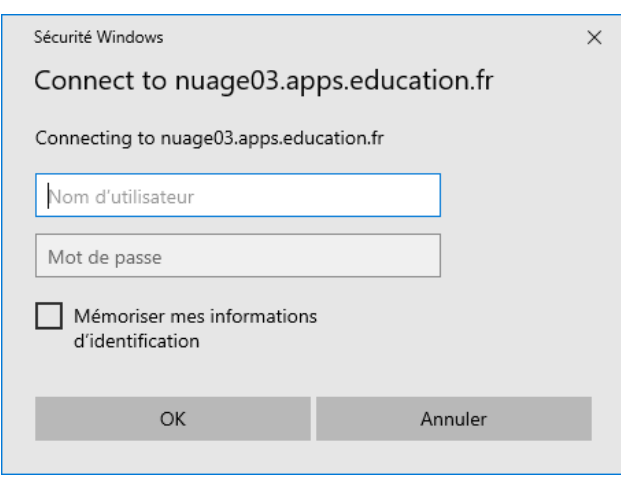 Sécurité Windows
Connect to nuage03.apps.education.fr
Connecting to nuage03.apps.education.fr
Nom d'utilisateur
Mot de passe
Mémoriser mes informations
d'identification
OK
Annuler